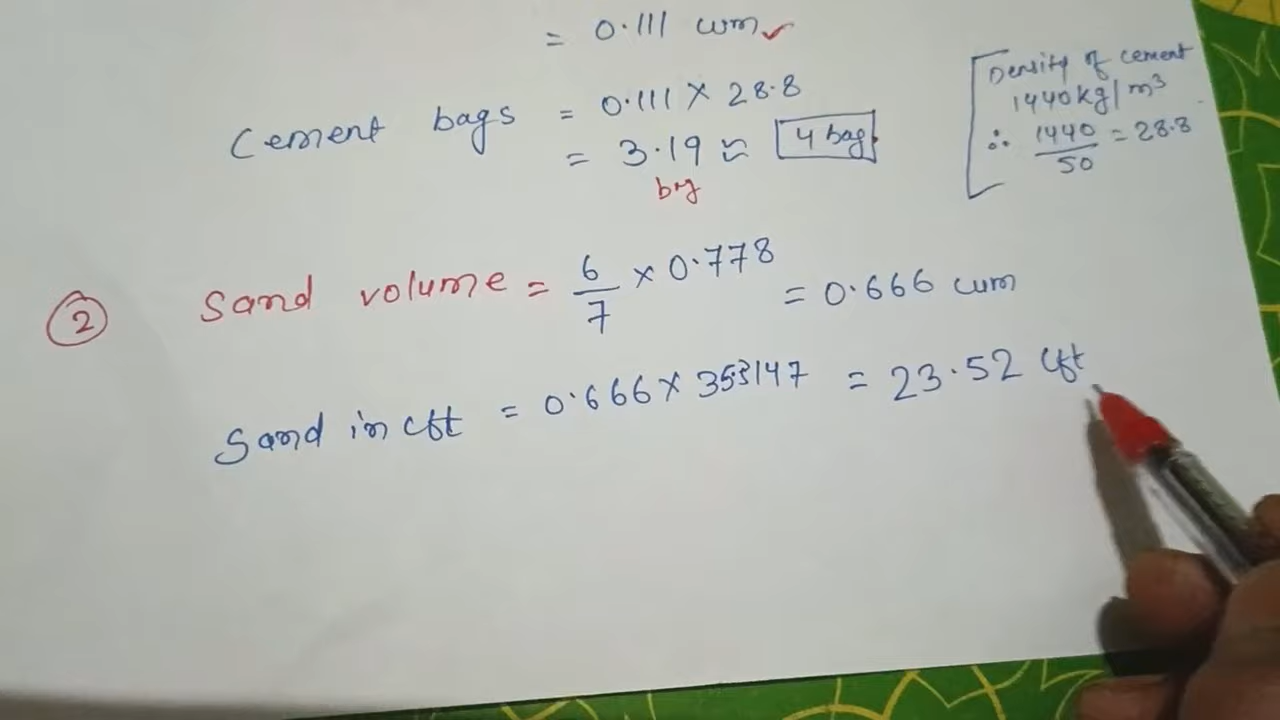 = 0.111 cum
Density of cement
1440kg/m³
∴ 1440/50 = 28.8
Cement bags = 0.111 × 28.8
= 3.19 ≈ 4 bag
bag
2 Sand volume = 6/7 × 0.778 = 0.666 cum
Sand in cft = 0.666 × 35.3147 = 23.52 cft